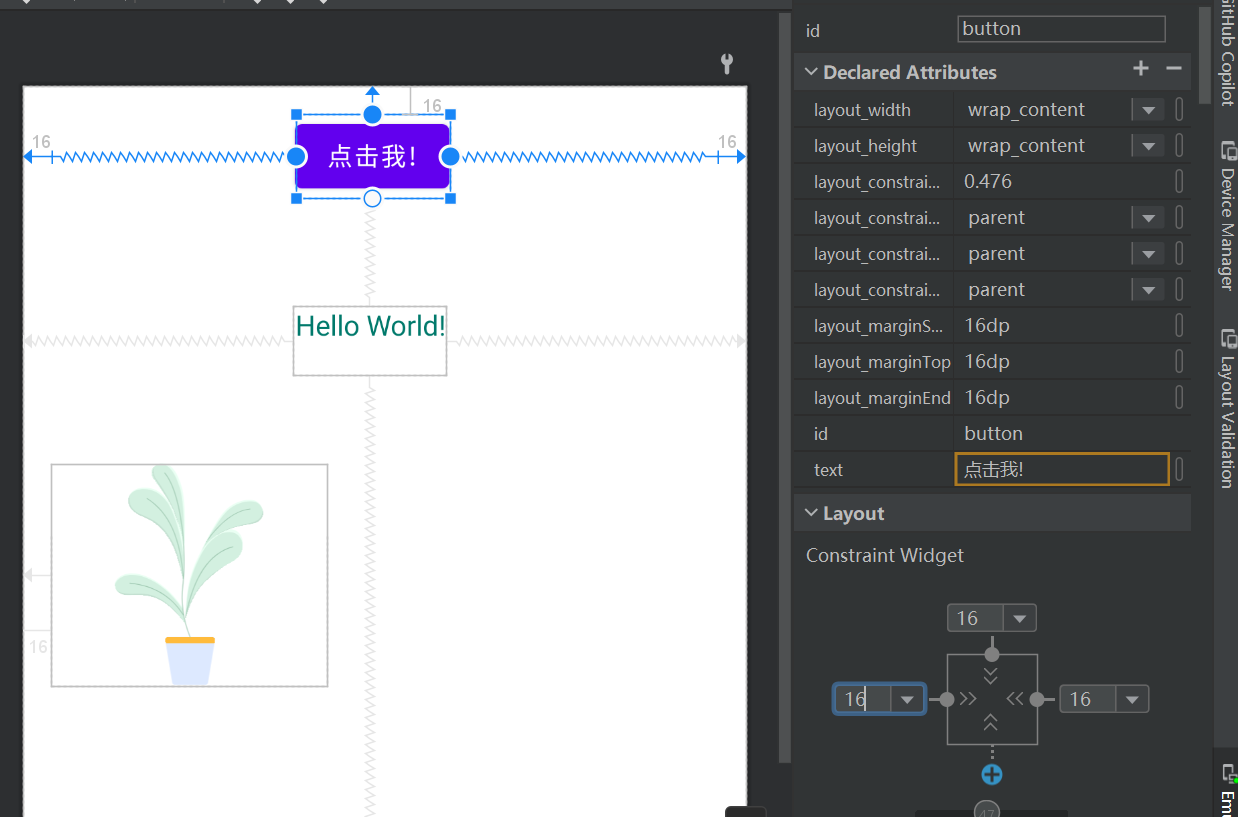 id
button
Declared Attributes
layout_width
wrap_content
layout_height
wrap_content
layout_constrai...
0.476
layout_constrai...
parent
layout_constrai...
parent
layout_constrai...
parent
layout_marginS...
16dp
layout_marginTop
16dp
layout_marginEnd
16dp
id
button
text
点击我!
Layout
Constraint Widget
16
16
16
47
16
16
16
点击我!
Hello World!
16
GitHub Copilot
Device Manager
Layout Validation